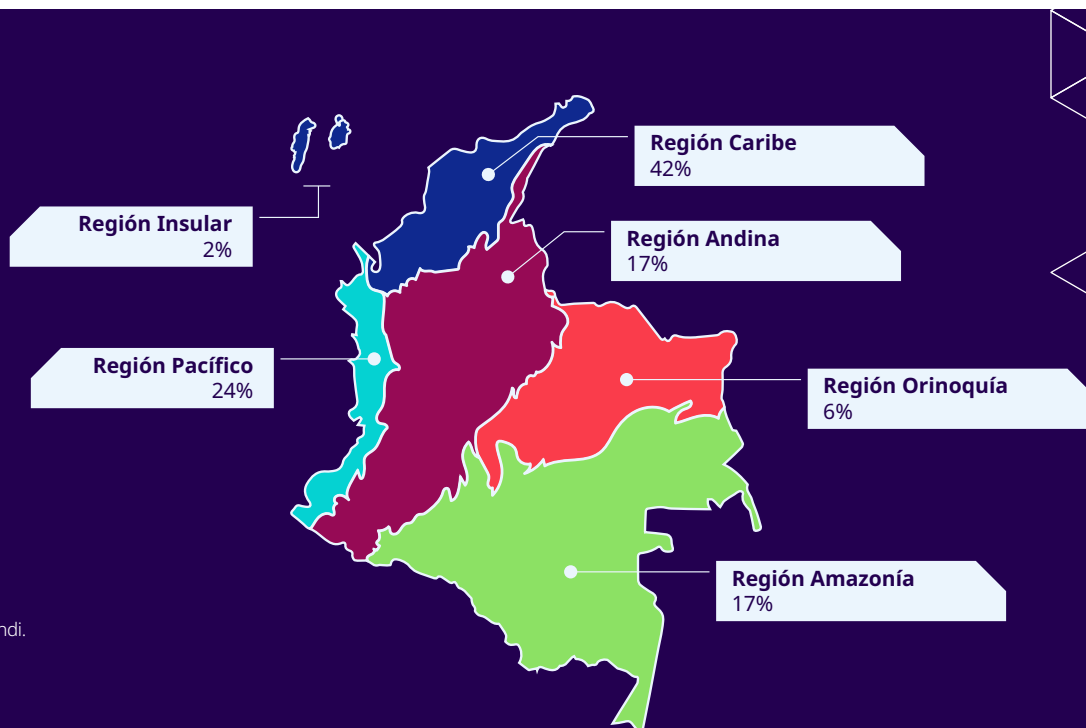 Región Caribe
42%
Región Insular
2%
Región Andina
17%
Región Pacífico
24%
Región Orinoquía
6%
Región Amazonía
17%
ndi.